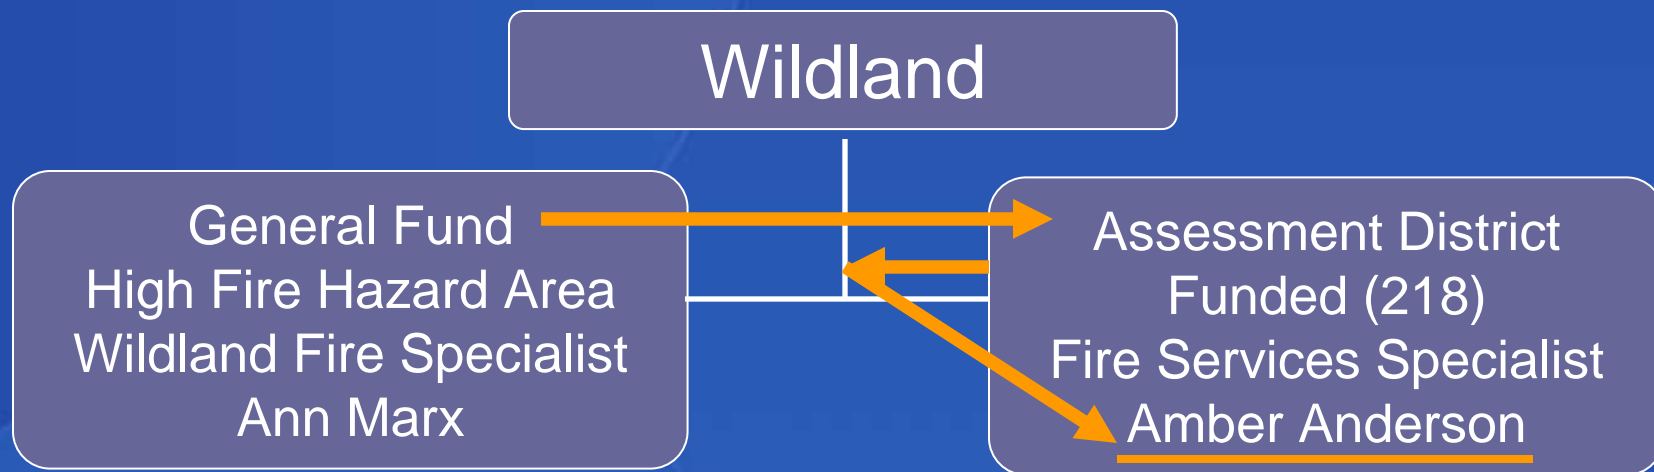 Wildland
General Fund
High Fire Hazard Area
Wildland Fire Specialist
Ann Marx
Assessment District
Funded (218)
Fire Services Specialist
Amber Anderson